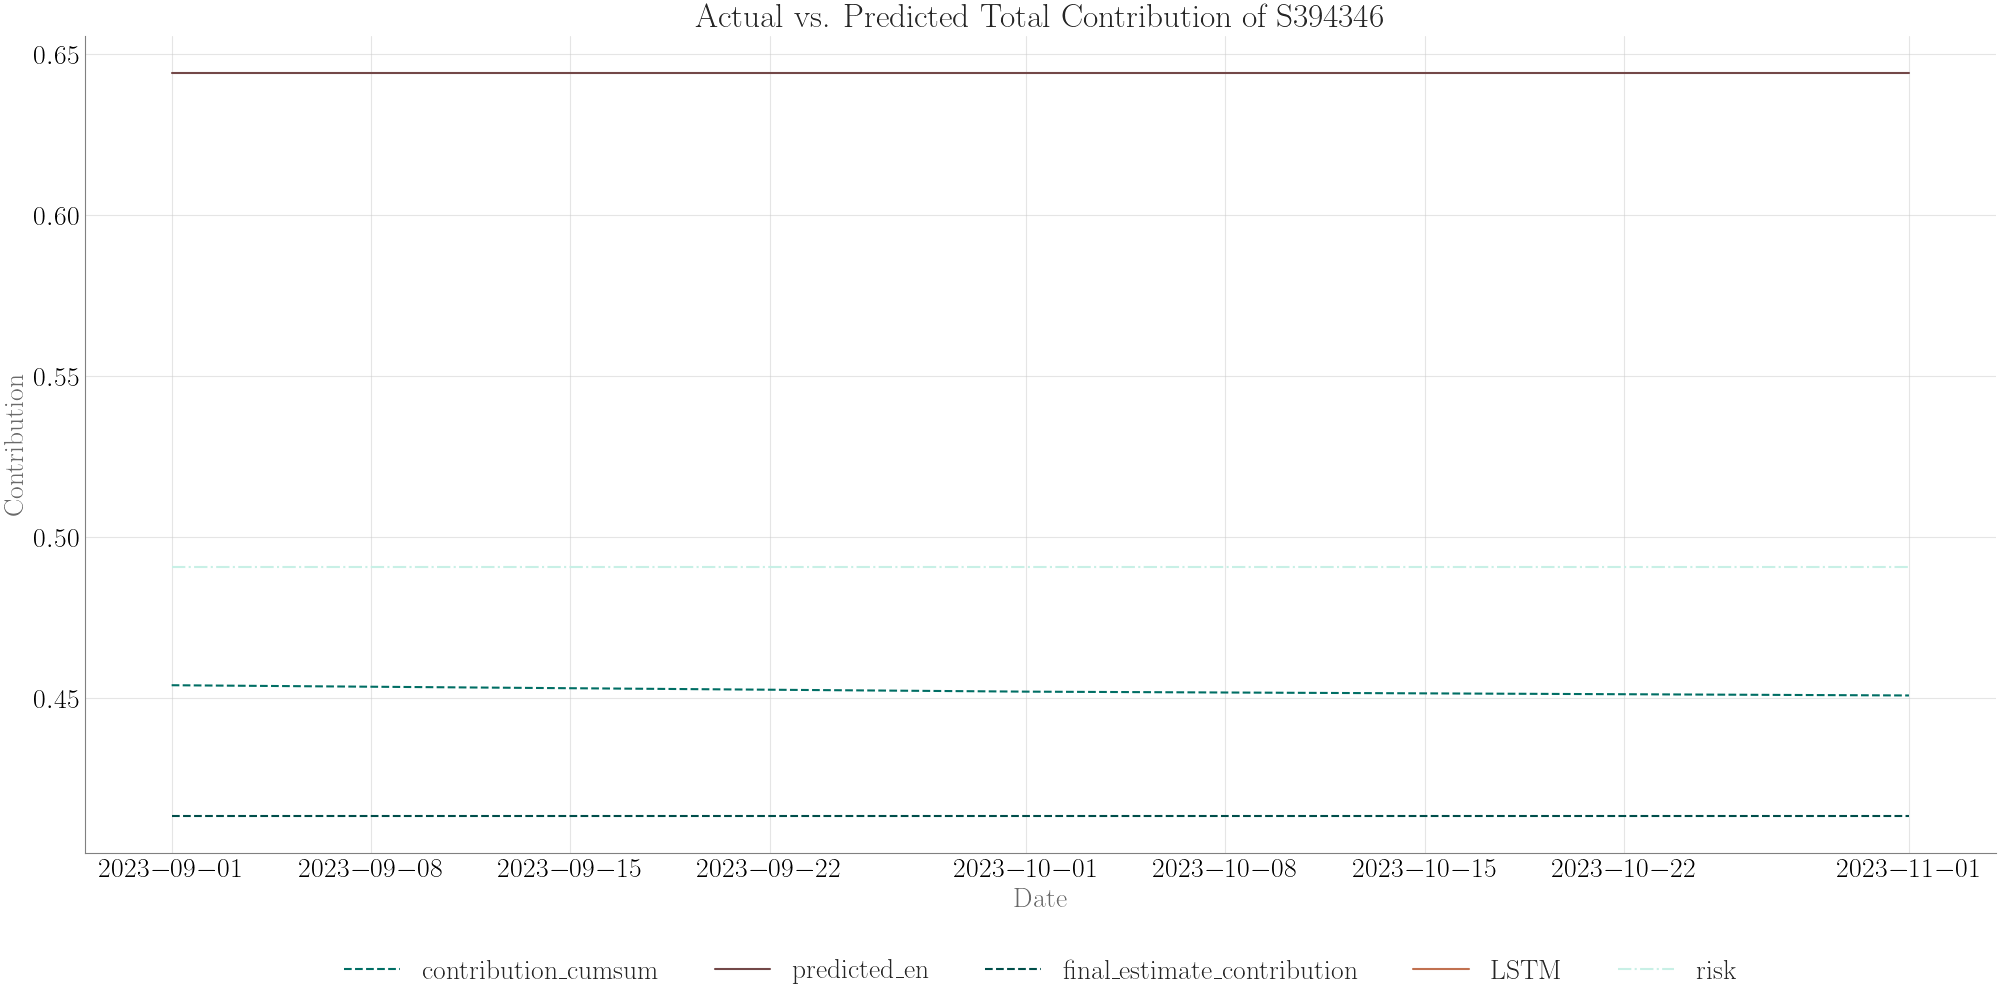 Actual vs. Predicted Total Contribution of S394346
0.65
0.60
0.55
0.50
0.45
Contribution
2023−09−01 2023−09−08 2023−09−15 2023−09−22 2023−10−01 2023−10−08 2023−10−15 2023−10−22 2023−11−01
Date
contribution_cumsum predicted_en final_estimate_contribution LSTM risk